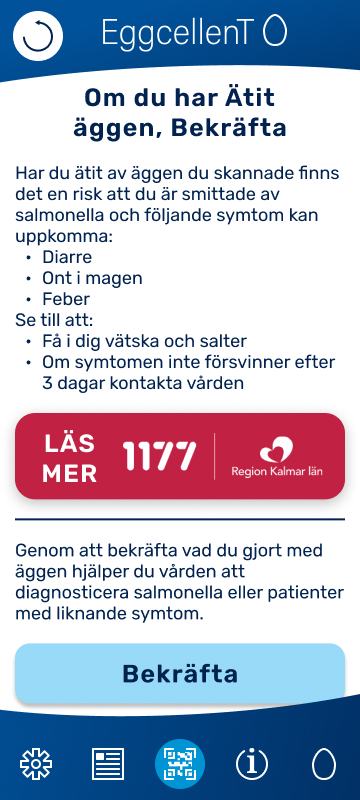 EggcellenT
Om du har Ätit
äggen, Bekräfta
Har du ätit av äggen du skannade finns
det en risk att du är smittade av
salmonella och följande symtom kan
uppkomma:
• Diarre
• Ont i magen
• Feber
Se till att:
• Få i dig vätska och salter
• Om symtomen inte försvinner efter
3 dagar kontakta vården
LÄS
MER
1177
Region Kalmar län
Genom att bekräfta vad du gjort med
äggen hjälper du vården att
diagnosticera salmonella eller patienter
med liknande symtom.
Bekräfta